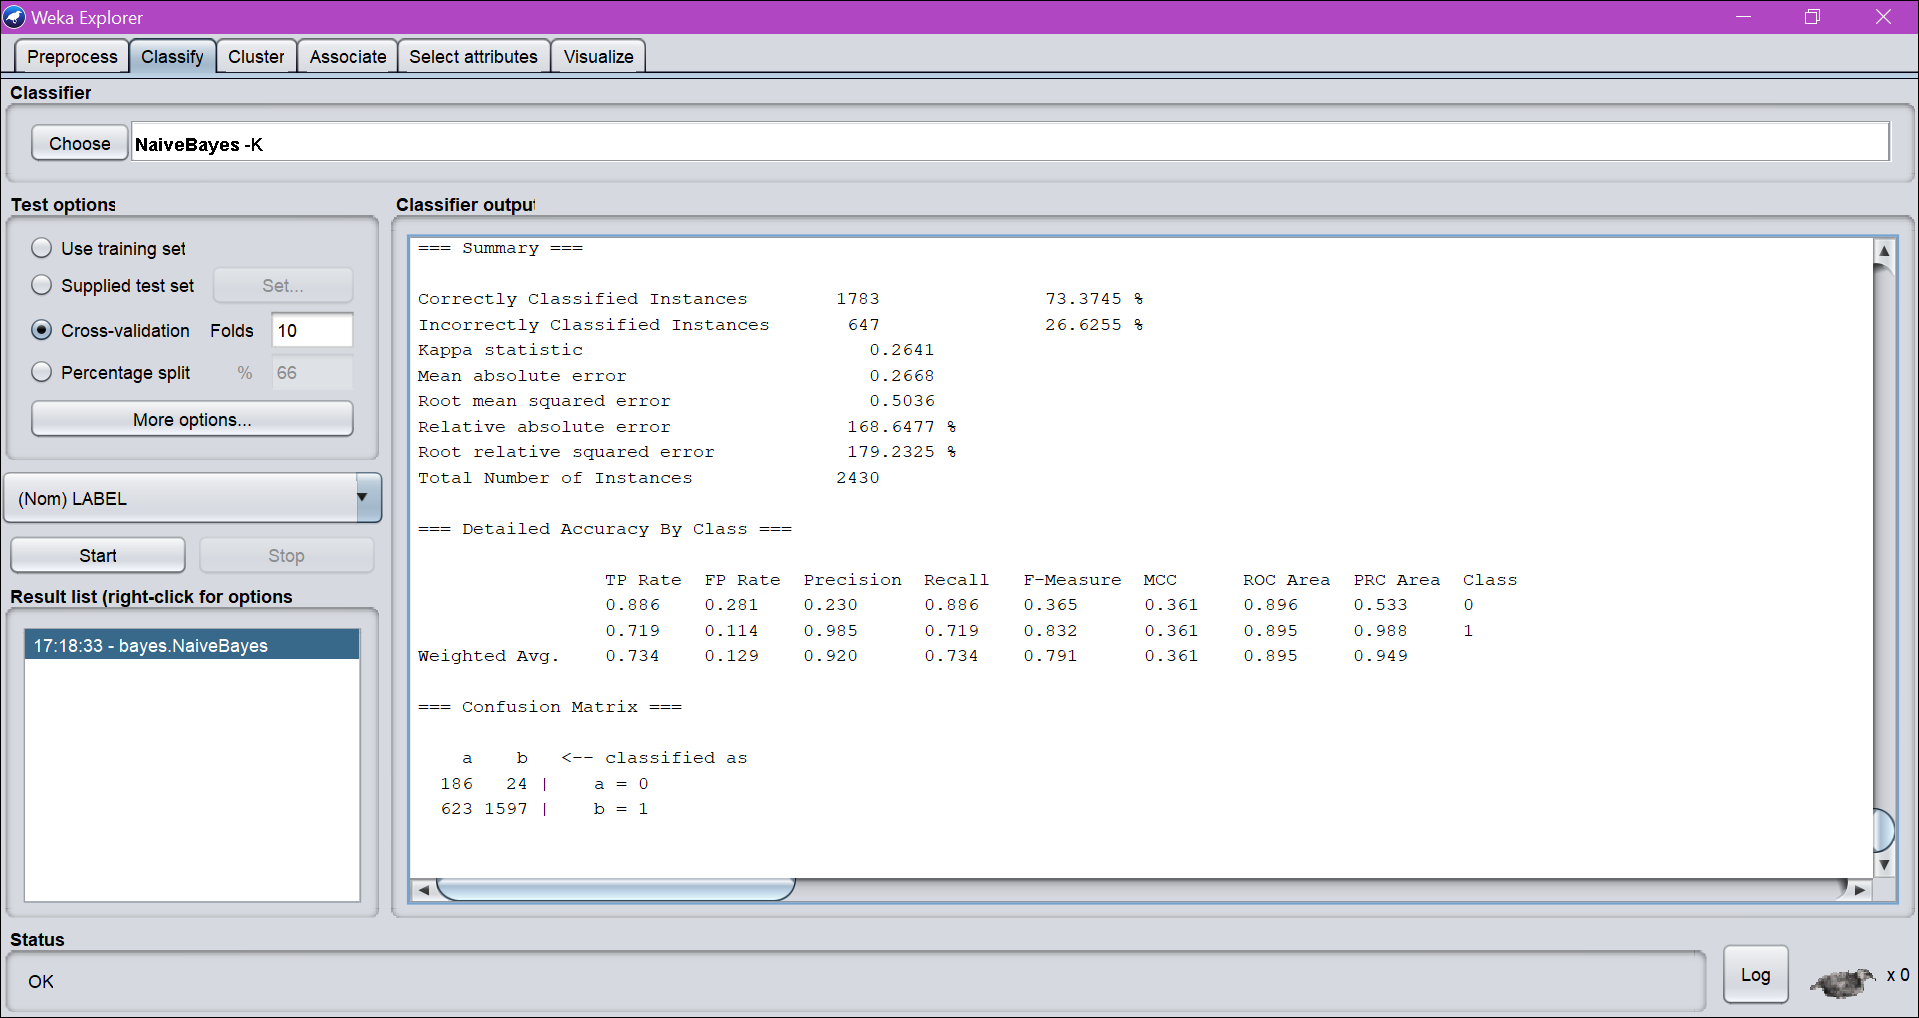 Weka Explorer
Preprocess Classify Cluster Associate Select attributes Visualize
Classifier
Choose NaiveBayes -K
Test options
Use training set
Supplied test set Set...
Cross-validation Folds 10
Percentage split % 66
More options...
(Nom) LABEL
Start Stop
Result list (right-click for options
17:18:33 - bayes.NaiveBayes
Classifier output
=== Summary ===
Correctly Classified Instances 1783 73.3745 %
Incorrectly Classified Instances 647 26.6255 %
Kappa statistic 0.2641
Mean absolute error 0.2668
Root mean squared error 0.5036
Relative absolute error 168.6477 %
Root relative squared error 179.2325 %
Total Number of Instances 2430
=== Detailed Accuracy By Class ===
TP Rate FP Rate Precision Recall F-Measure MCC ROC Area PRC Area Class
0.886 0.281 0.230 0.886 0.365 0.361 0.896 0.533 0
0.719 0.114 0.985 0.719 0.832 0.361 0.895 0.988 1
Weighted Avg. 0.734 0.129 0.920 0.734 0.791 0.361 0.895 0.949
=== Confusion Matrix ===
a b <-- classified as
186 24 | a = 0
623 1597 | b = 1
Status
OK
Log x 0